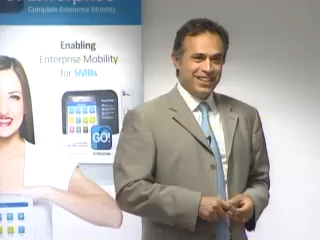 Complete Enterprise Mobility
Enabling
Enterprise Mobility
for SMBs
GO!